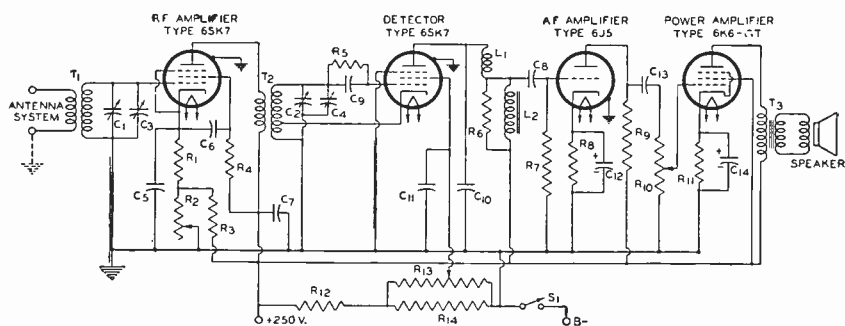 RF AMPLIFIER
TYPE 6SK7
DETECTOR
TYPE 6SK7
AF AMPLIFIER
TYPE 6J5
POWER AMPLIFIER
TYPE 6K6-GT
T1
ANTENNA
SYSTEM
C1
C3
C6
R1
R2
C5
R3
R4
C7
T2
C2
C4
R5
C9
C11
C10
L1
R6
L2
C8
R7
R8
C12
+
R9
C13
R10
R11
C14
+
T3
SPEAKER
R12
R13
R14
S1
+250 V.
B-